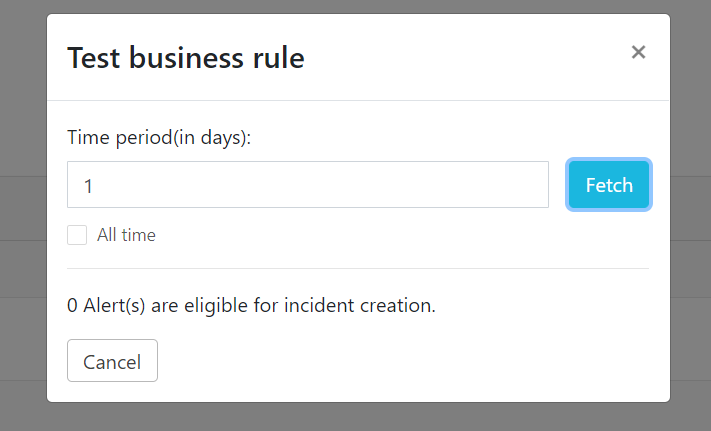 Test business rule
×
Time period(in days):
1
Fetch
All time
0 Alert(s) are eligible for incident creation.
Cancel